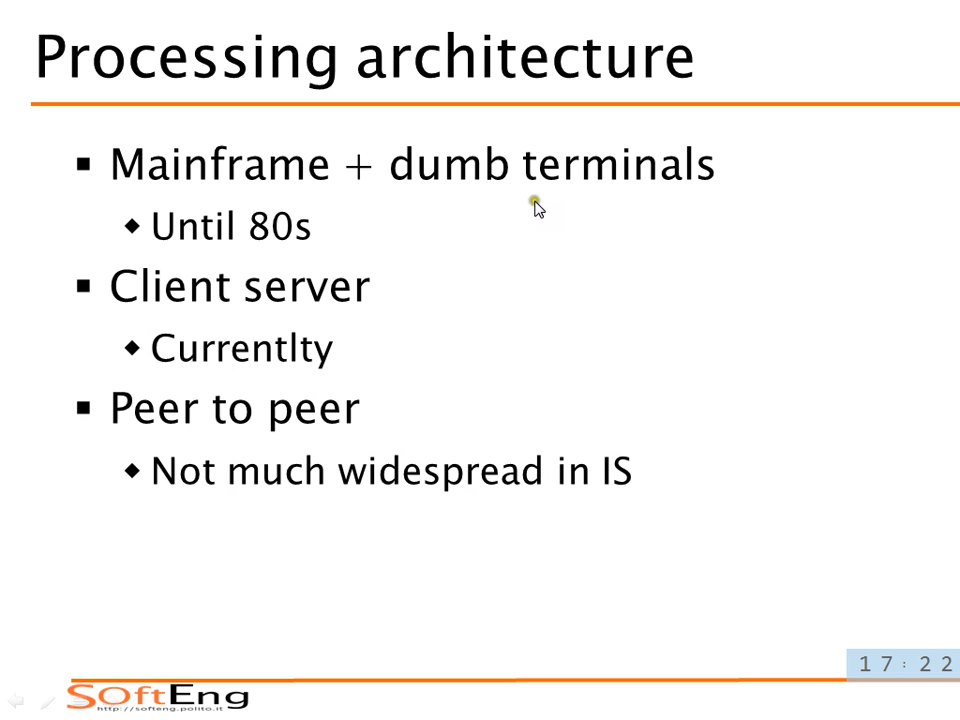 Processing architecture
Mainframe + dumb terminals
Until 80s
Client server
Currentlty
Peer to peer
Not much widespread in IS
17:22
SOftEng
http://softeng.polito.it